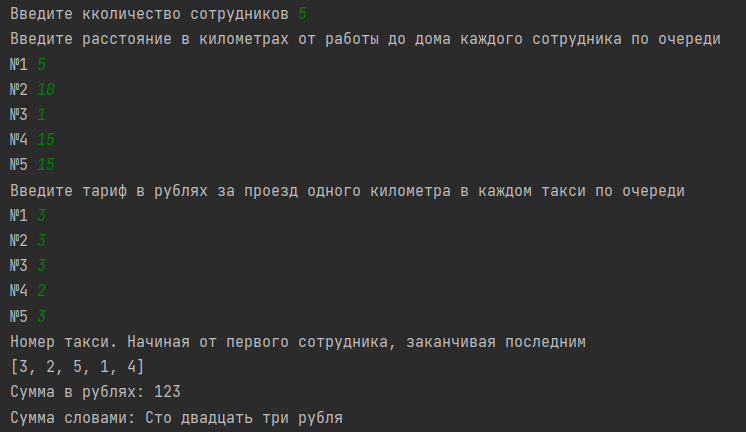 Введите кколичество сотрудников 5
Введите расстояние в километрах от работы до дома каждого сотрудника по очереди
№1 5
№2 10
№3 1
№4 15
№5 15
Введите тариф в рублях за проезд одного километра в каждом такси по очереди
№1 3
№2 3
№3 3
№4 2
№5 3
Номер такси. Начиная от первого сотрудника, заканчивая последним
[3, 2, 5, 1, 4]
Сумма в рублях: 123
Сумма словами: Сто двадцать три рубля